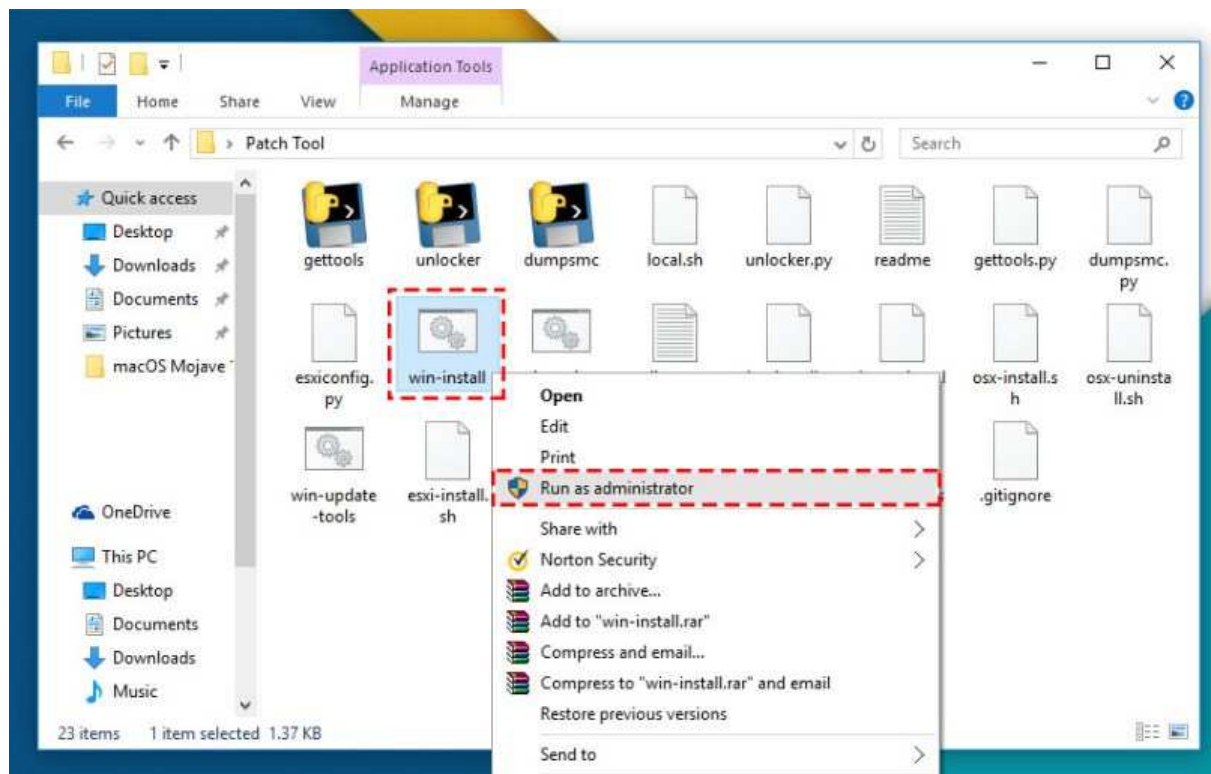 Application Tools
File Home Share View Manage
Patch Tool
Search
Quick access
Desktop
Downloads
Documents
Pictures
macOS Mojave
OneDrive
This PC
Desktop
Documents
Downloads
Music
gettools unlocker dumpsmc local.sh unlocker.py readme gettools.py dumpsmc.
py
esxiconfig. win-install osx-install.s osx-uninsta
py h ll.sh
win-update esxi-install. .gitignore
-tools sh
Open
Edit
Print
Run as administrator
Share with
Norton Security
Add to archive...
Add to "win-install.rar"
Compress and email...
Compress to "win-install.rar" and email
Restore previous versions
Send to
23 items 1 item selected 1.37 KB